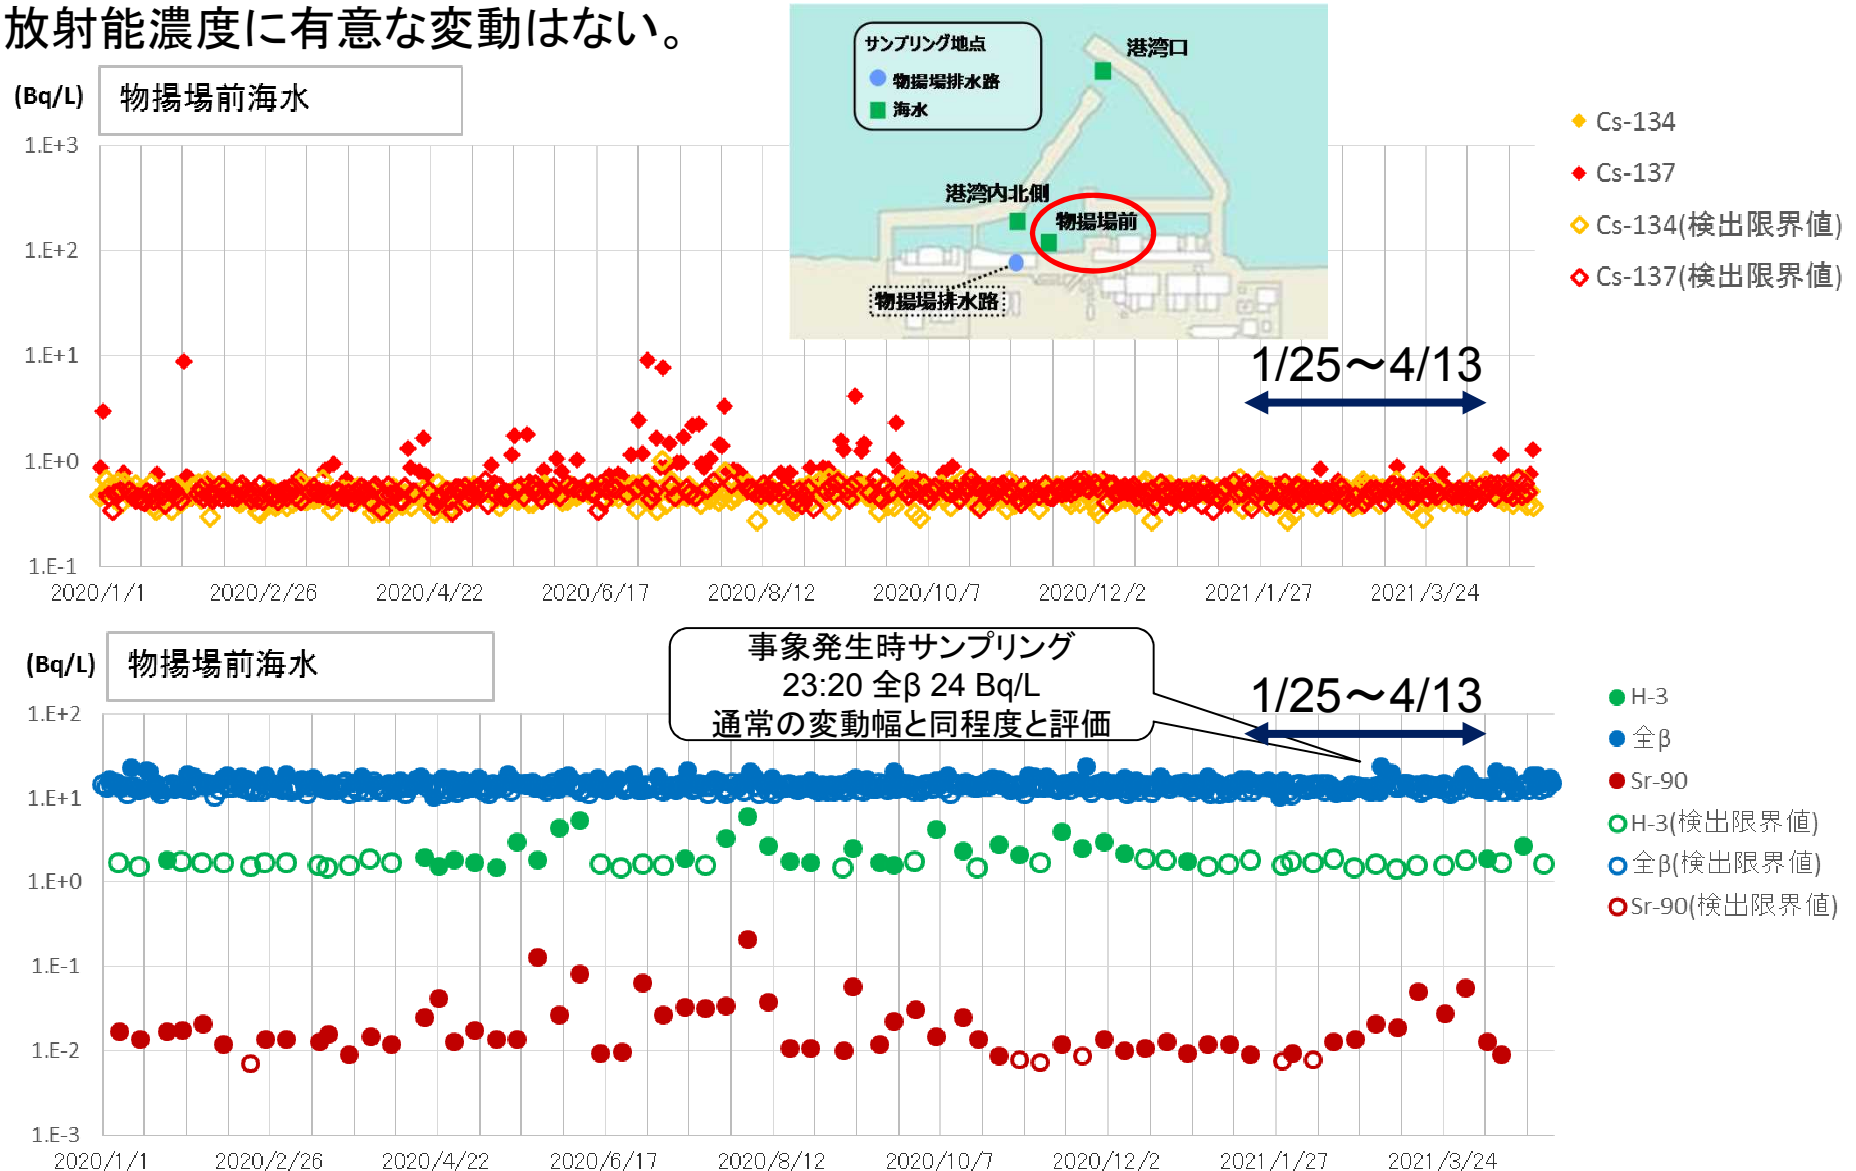 放射能濃度に有意な変動はない。
(Bq/L)
物揚場前海水
サンプリング地点
物揚場排水路
海水
港湾口
港湾内北側
物揚場前
物揚場排水路
1.E+3
1.E+2
1.E+1
1.E+0
1.E-1
1/25～4/13
2020/1/1 2020/2/26 2020/4/22 2020/6/17 2020/8/12 2020/10/7 2020/12/2 2021/1/27 2021/3/24
Cs-134
Cs-137
Cs-134(検出限界値)
Cs-137(検出限界値)
(Bq/L)
物揚場前海水
事象発生時サンプリング
23:20 全β 24 Bq/L
通常の変動幅と同程度と評価
1/25～4/13
1.E+2
1.E+1
1.E+0
1.E-1
1.E-2
1.E-3
2020/1/1 2020/2/26 2020/4/22 2020/6/17 2020/8/12 2020/10/7 2020/12/2 2021/1/27 2021/3/24
H-3
全β
Sr-90
H-3(検出限界値)
全β(検出限界値)
Sr-90(検出限界値)